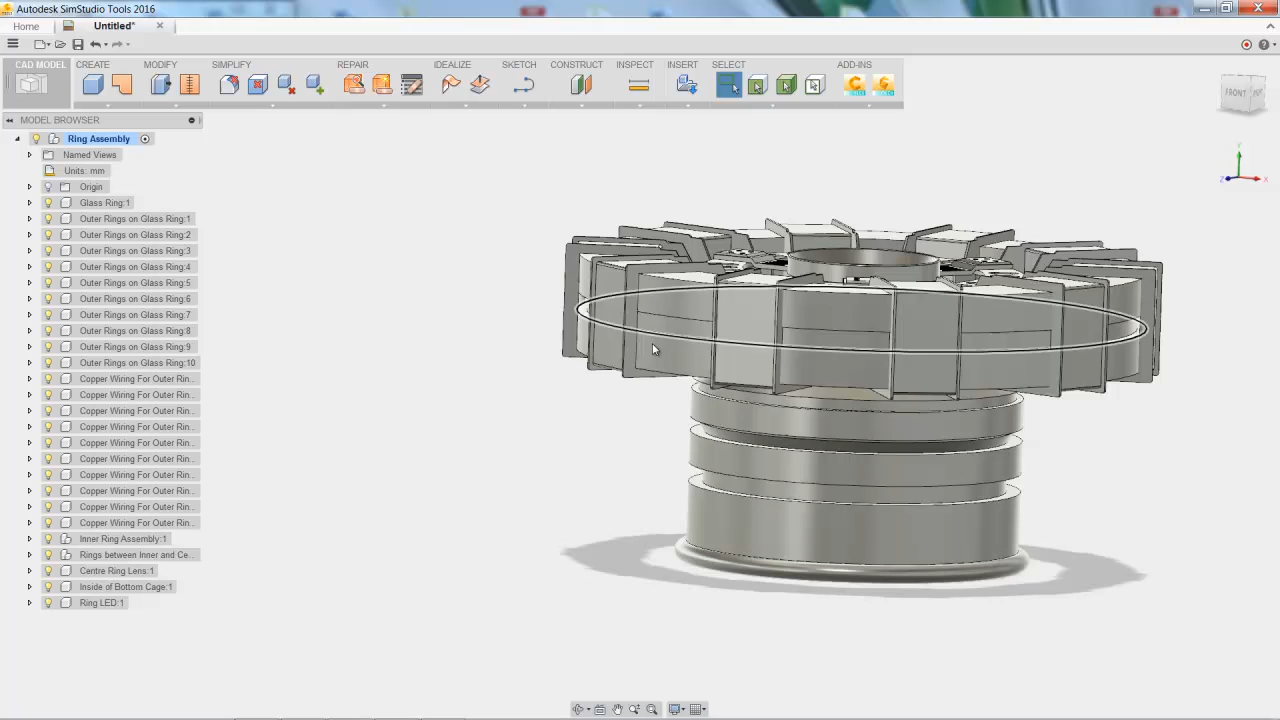 Autodesk SimStudio Tools 2016
Home
Untitled*
CAD MODEL
CREATE
MODIFY
SIMPLIFY
REPAIR
IDEALIZE
SKETCH
CONSTRUCT
INSPECT
INSERT
SELECT
ADD-INS
MODEL BROWSER
FRONT
Y
Z
X
Ring Assembly
Named Views
Units: mm
Origin
Glass Ring:1
Outer Rings on Glass Ring:1
Outer Rings on Glass Ring:2
Outer Rings on Glass Ring:3
Outer Rings on Glass Ring:4
Outer Rings on Glass Ring:5
Outer Rings on Glass Ring:6
Outer Rings on Glass Ring:7
Outer Rings on Glass Ring:8
Outer Rings on Glass Ring:9
Outer Rings on Glass Ring:10
Copper Wiring For Outer Rin...
Copper Wiring For Outer Rin...
Copper Wiring For Outer Rin...
Copper Wiring For Outer Rin...
Copper Wiring For Outer Rin...
Copper Wiring For Outer Rin...
Copper Wiring For Outer Rin...
Copper Wiring For Outer Rin...
Copper Wiring For Outer Rin...
Copper Wiring For Outer Rin...
Inner Ring Assembly:1
Rings between Inner and Ce...
Centre Ring Lens:1
Inside of Bottom Cage:1
Ring LED:1